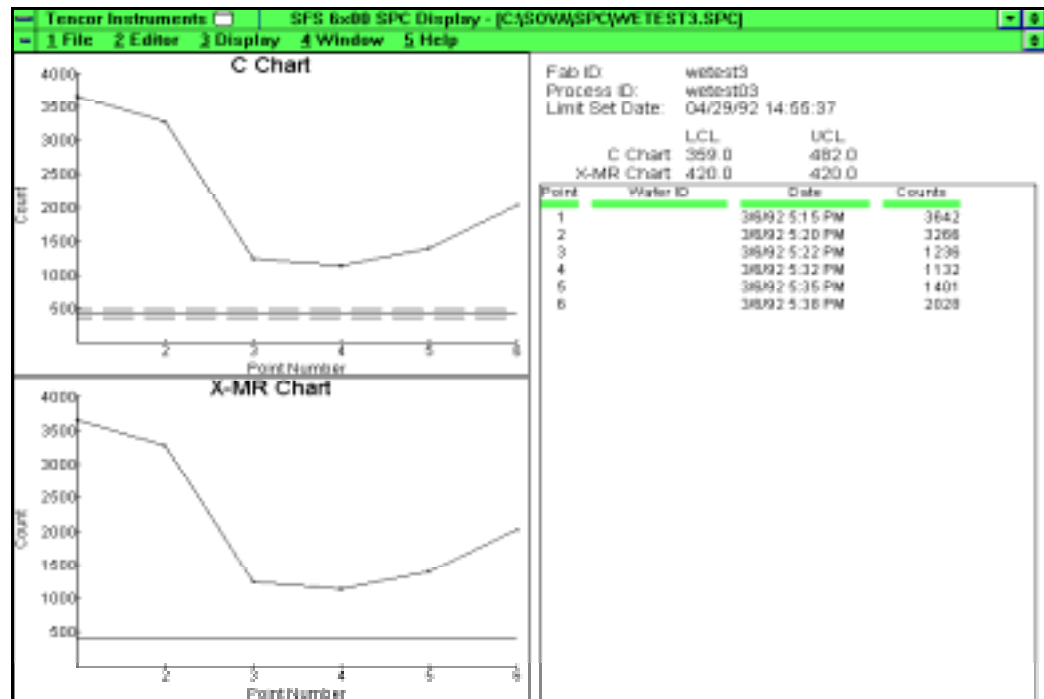 Tencor Instruments SFS 6x00 SPC Display - [C:\SOVA\SPC\WETEST3.SPC]
1 File 2 Editor 3 Display 4 Window 5 Help
C Chart
4000
3500
3000
2500
2000
1500
1000
500
Count
2 3 4 5 6
Point Number
X-MR Chart
4000
3500
3000
2500
2000
1500
1000
500
Count
2 3 4 5 6
Point Number
Fab ID: wetest3
Process ID: wetest03
Limit Set Date: 04/29/92 14:55:37
LCL UCL
C Chart 359.0 482.0
X-MR Chart 420.0 420.0
Point Wafer ID Date Counts
1 3/6/92 5:15 PM 3642
2 3/6/92 5:20 PM 3266
3 3/6/92 5:22 PM 1236
4 3/6/92 5:32 PM 1132
5 3/6/92 5:35 PM 1401
6 3/6/92 5:38 PM 2028